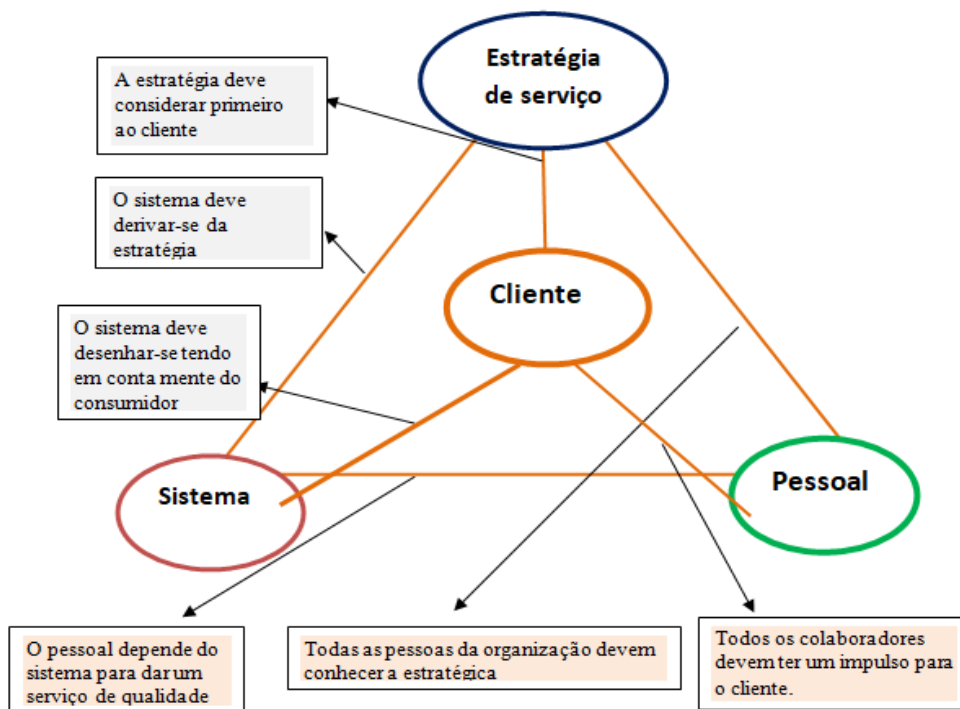 Estratégia
de serviço
A estratégia deve
considerar primeiro
ao cliente
O sistema deve
derivar-se da
estratégia
Cliente
O sistema deve
desenhar-se tendo
em conta mente do
consumidor
Sistema
Pessoal
O pessoal depende do
sistema para dar um
serviço de qualidade
Todas as pessoas da organização devem
conhecer a estratégica
Todos os colaboradores
devem ter um impulso para
o cliente.